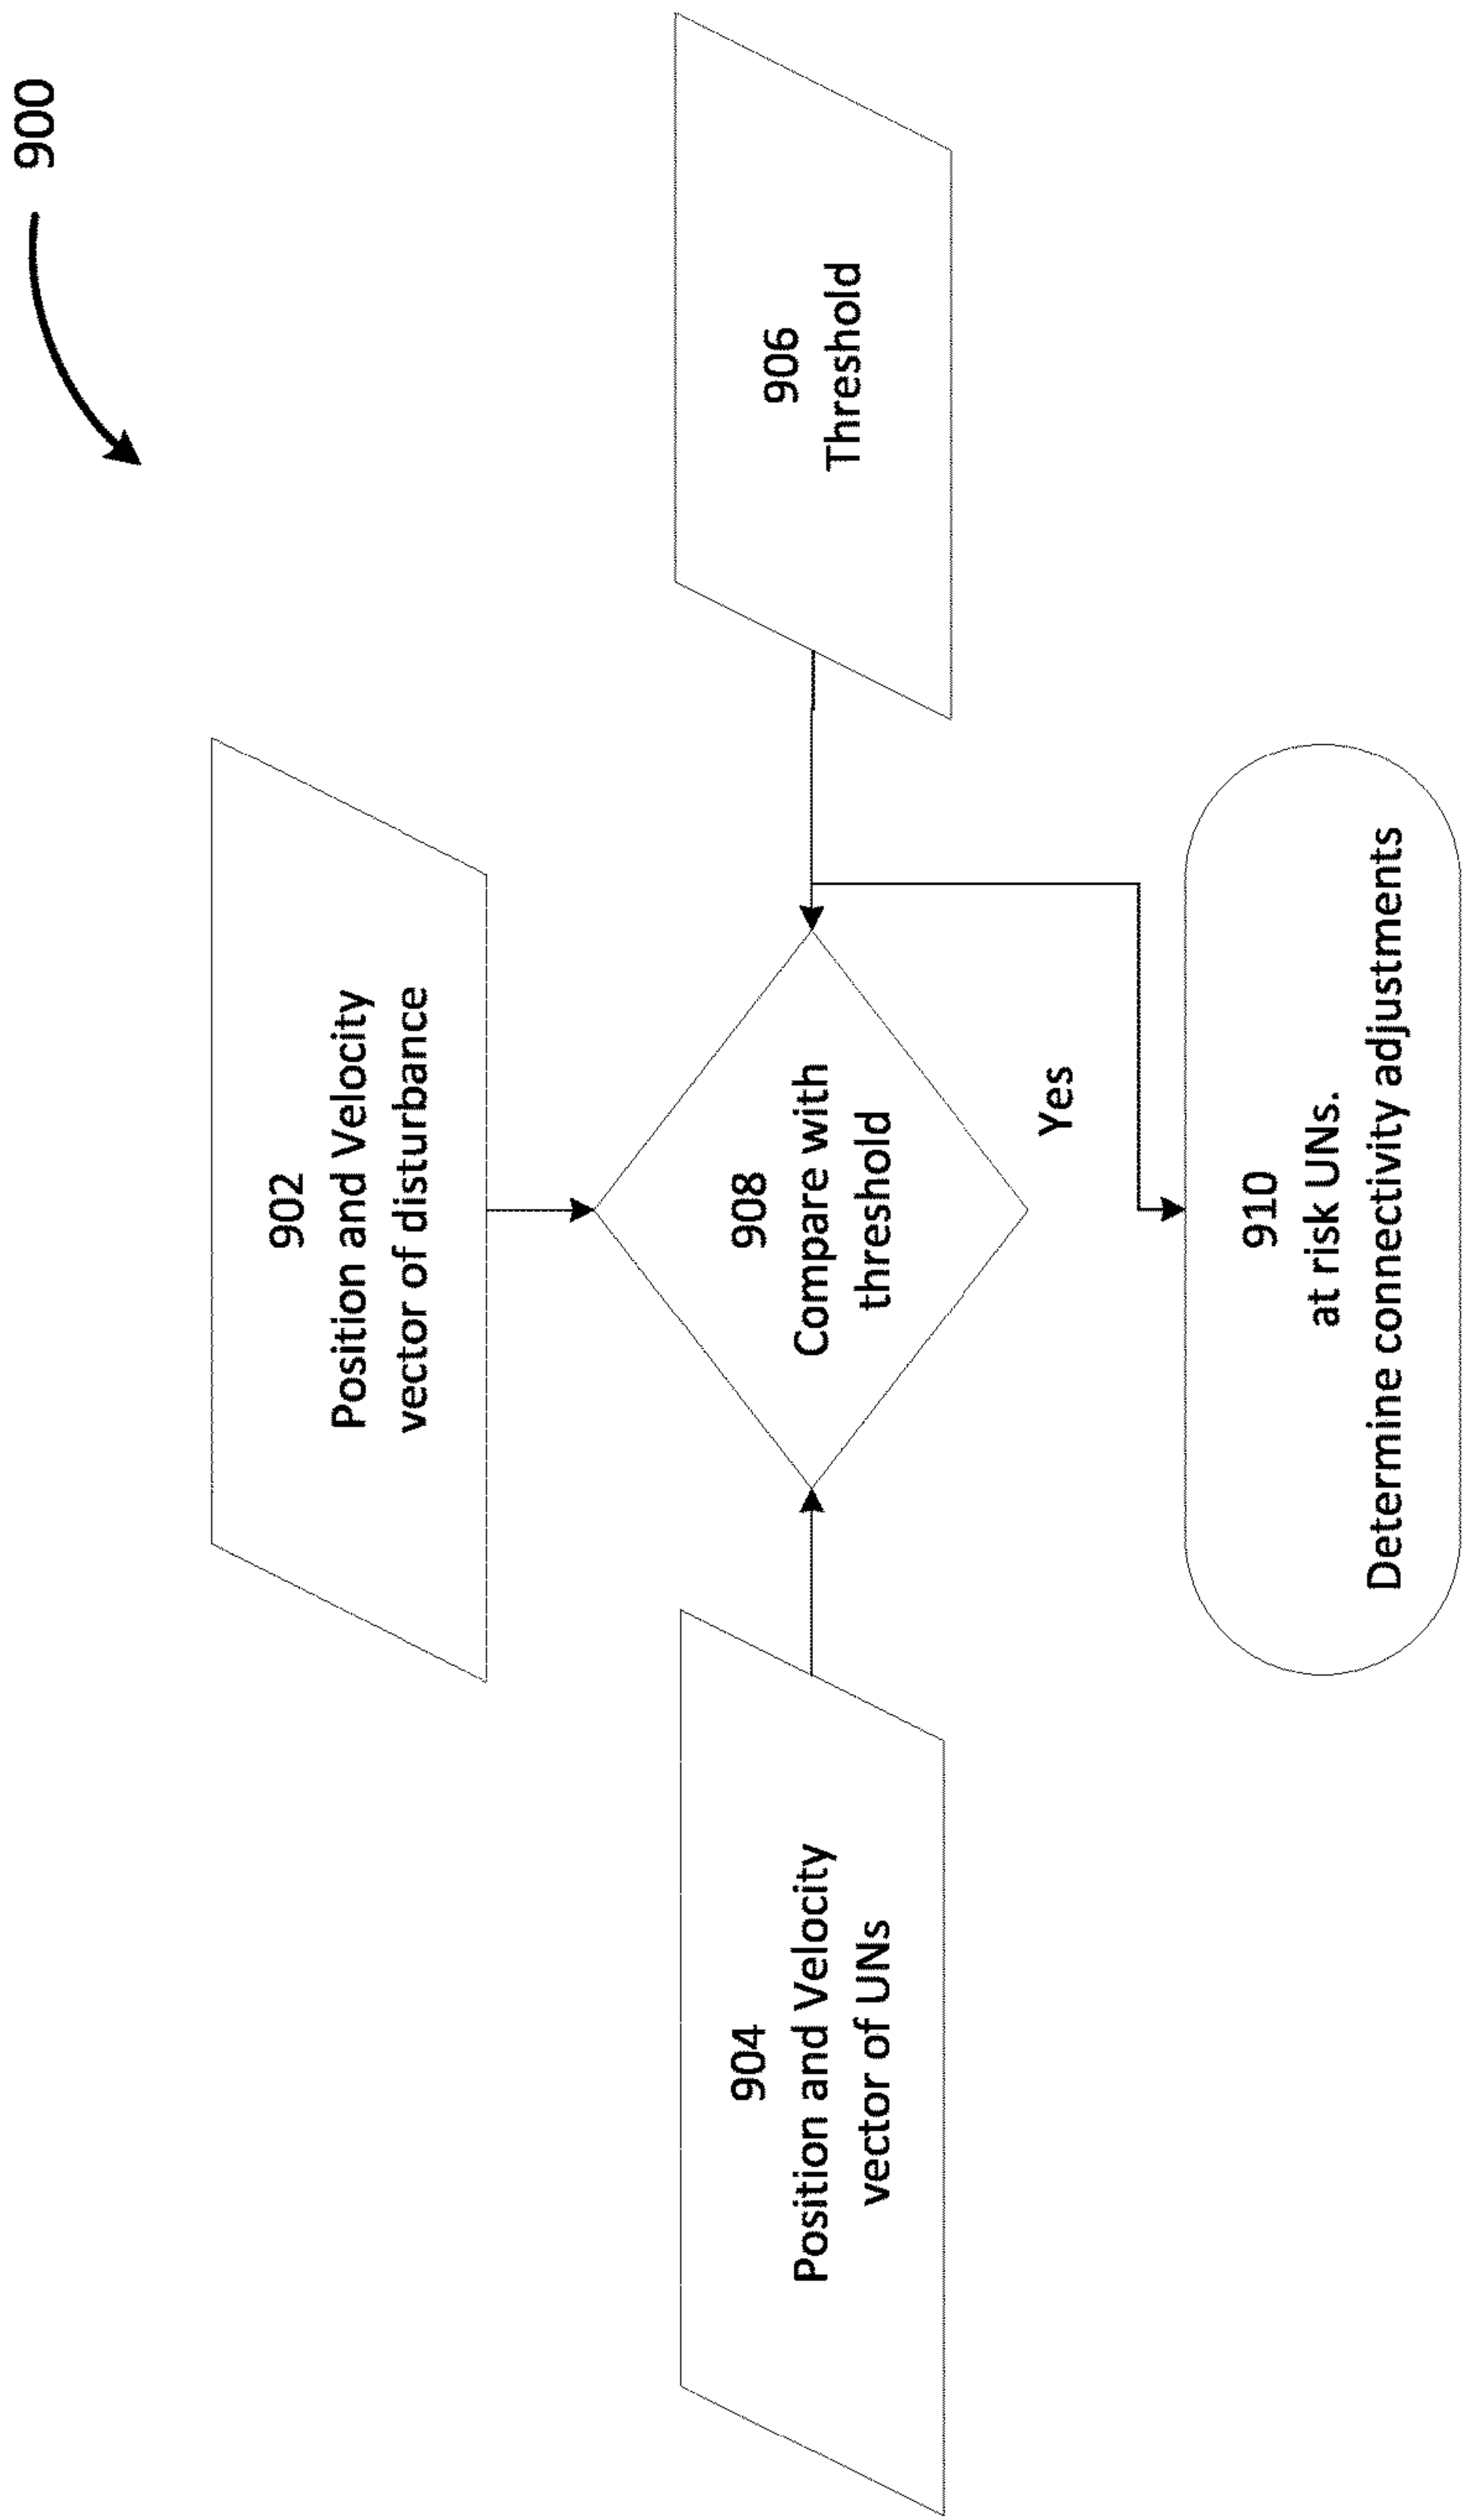 900
902
Position and Velocity
vector of disturbance
904
Position and Velocity
vector of UNs
908
Compare with
threshold
906
Threshold
Yes
910
at risk UNs.
Determine connectivity adjustments